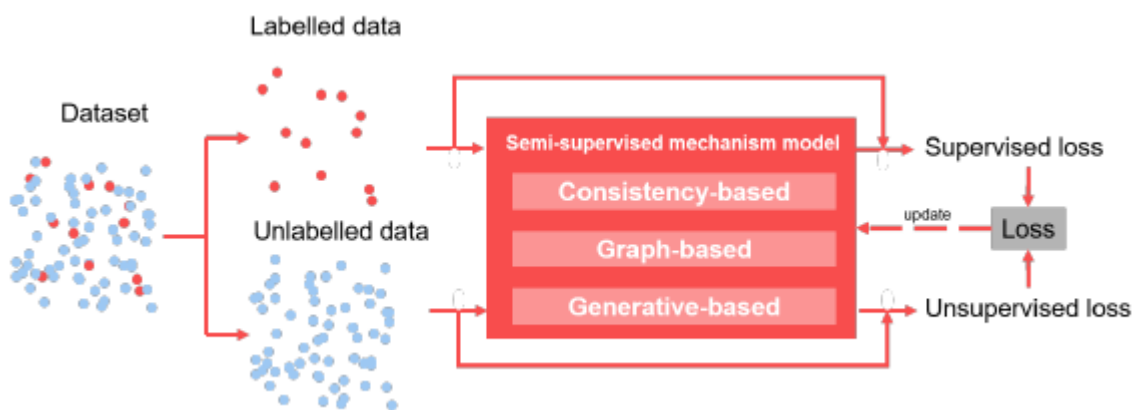 Labelled data
Dataset
Semi-supervised mechanism model
Supervised loss
Consistency-based
update
Loss
Unlabelled data
Graph-based
Generative-based
Unsupervised loss